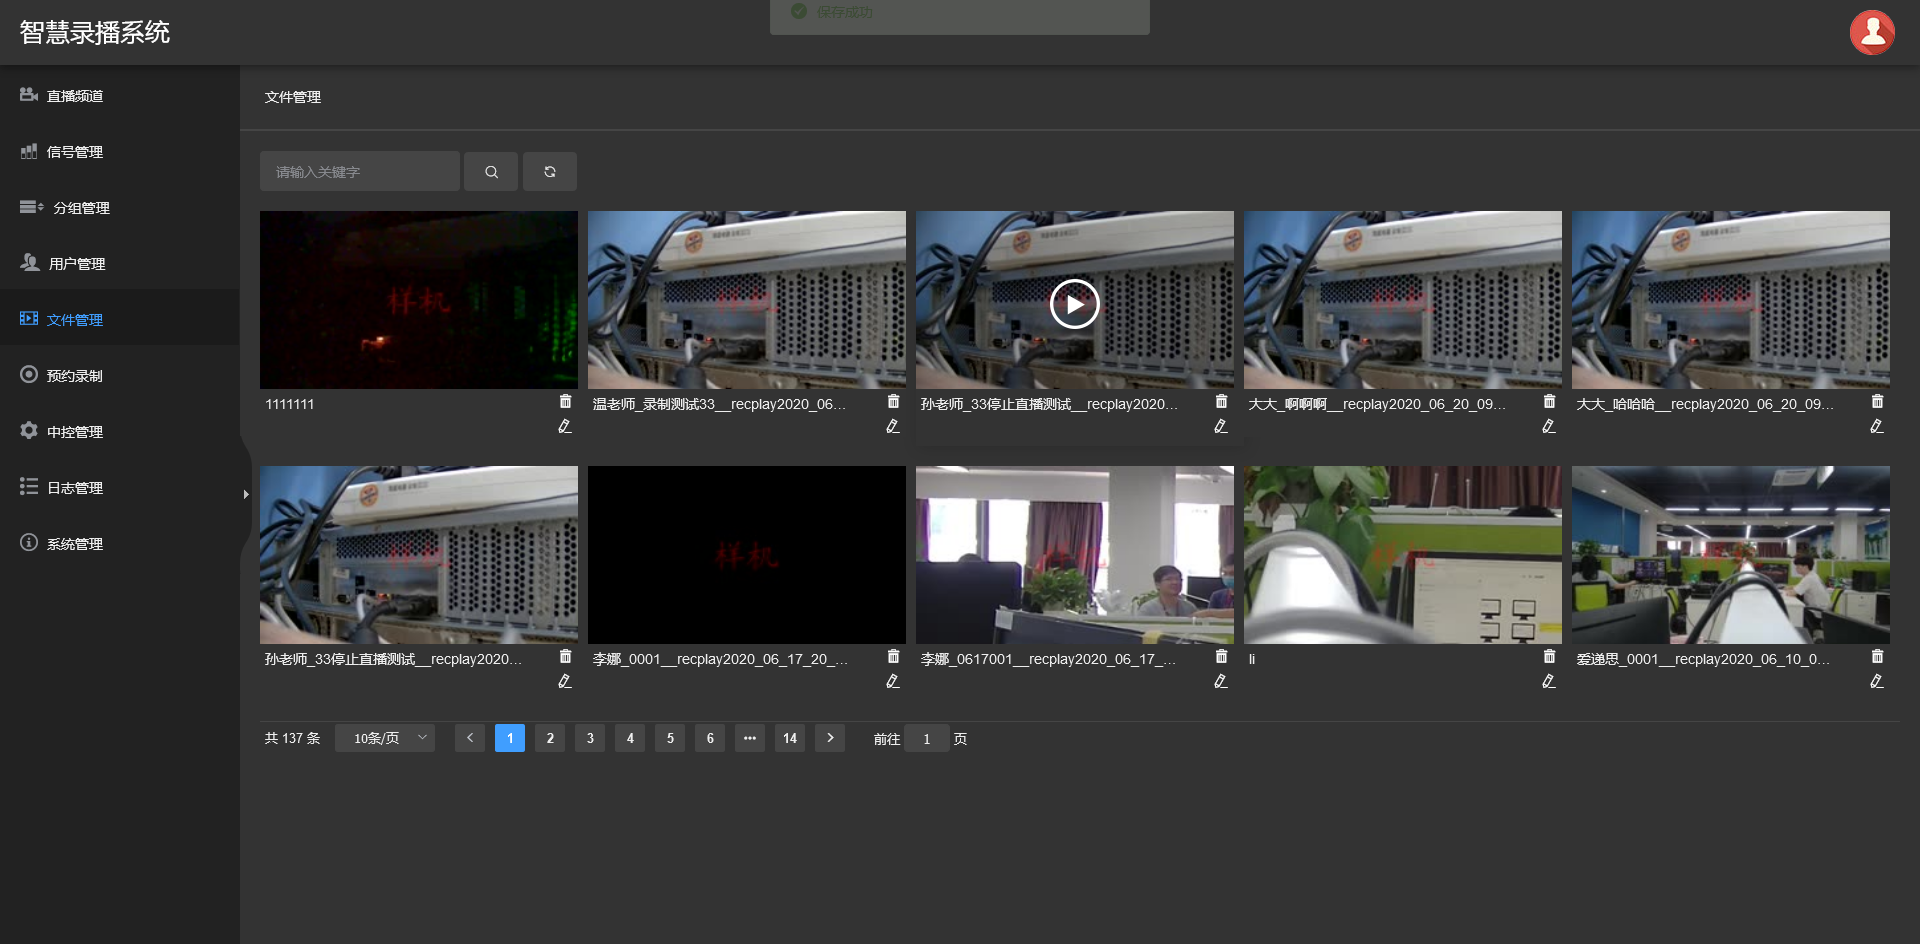 智慧录播系统
保存成功
直播频道
信号管理
分组管理
用户管理
文件管理
预约录制
中控管理
日志管理
系统管理
文件管理
请输入关键字
样机
样机
样机
样机
样机
1111111
温老师_录制测试33__recplay2020_06...
孙老师_33停止直播测试__recplay2020...
大大_啊啊啊__recplay2020_06_20_09...
大大_哈哈哈__recplay2020_06_20_09...
样机
样机
样机
样机
样机
孙老师_33停止直播测试__recplay2020...
李娜_0001__recplay2020_06_17_20_...
李娜_0617001__recplay2020_06_17_...
li
爱递思_0001__recplay2020_06_10_0...
共 137 条 10条/页 1 2 3 4 5 6 ••• 14 前往 1 页